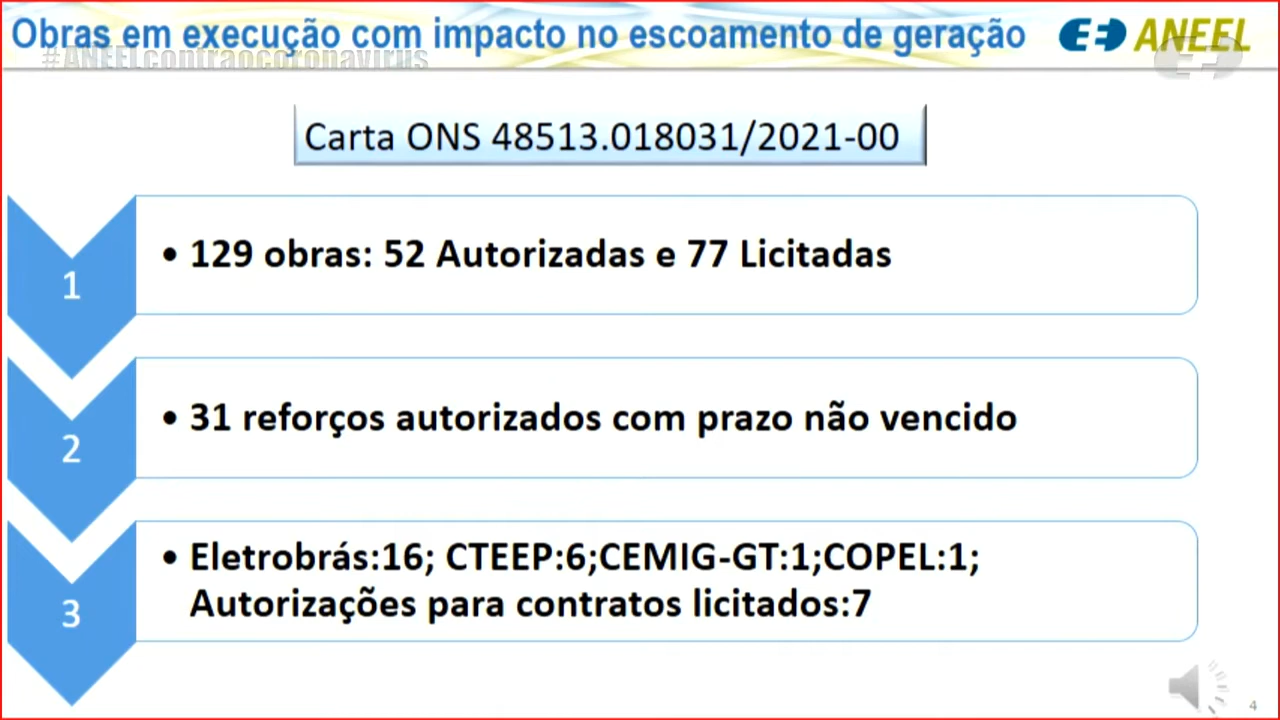 Obras em execução com impacto no escoamento de geração
ANEEL
#ANEELcontraocoronavirus
Carta ONS 48513.018031/2021-00
1
• 129 obras: 52 Autorizadas e 77 Licitadas
2
• 31 reforços autorizados com prazo não vencido
3
• Eletrobrás:16; CTEEP:6;CEMIG-GT:1;COPEL:1;
Autorizações para contratos licitados:7
4